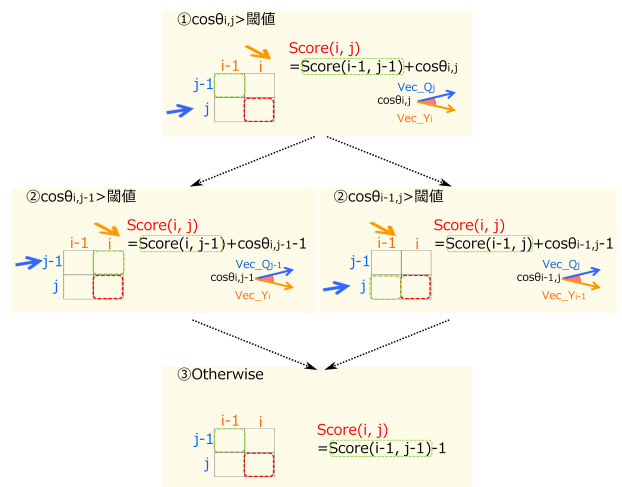 ①cosθi,j>閾値
Score(i, j)
=Score(i-1, j-1)+cosθi,j
i-1 i
j-1
j
Vec_Qj
cosθi,j
Vec_Yi
②cosθi,j-1>閾値
Score(i, j)
=Score(i, j-1)+cosθi,j-1-1
i-1 i
j-1
j
Vec_Qj-1
cosθi,j-1
Vec_Yi
②cosθi-1,j>閾値
Score(i, j)
=Score(i-1, j)+cosθi-1,j-1
i-1 i
j-1
j
Vec_Qj
cosθi-1,j
Vec_Yi-1
③Otherwise
i-1 i
j-1
j
Score(i, j)
=Score(i-1, j-1)-1